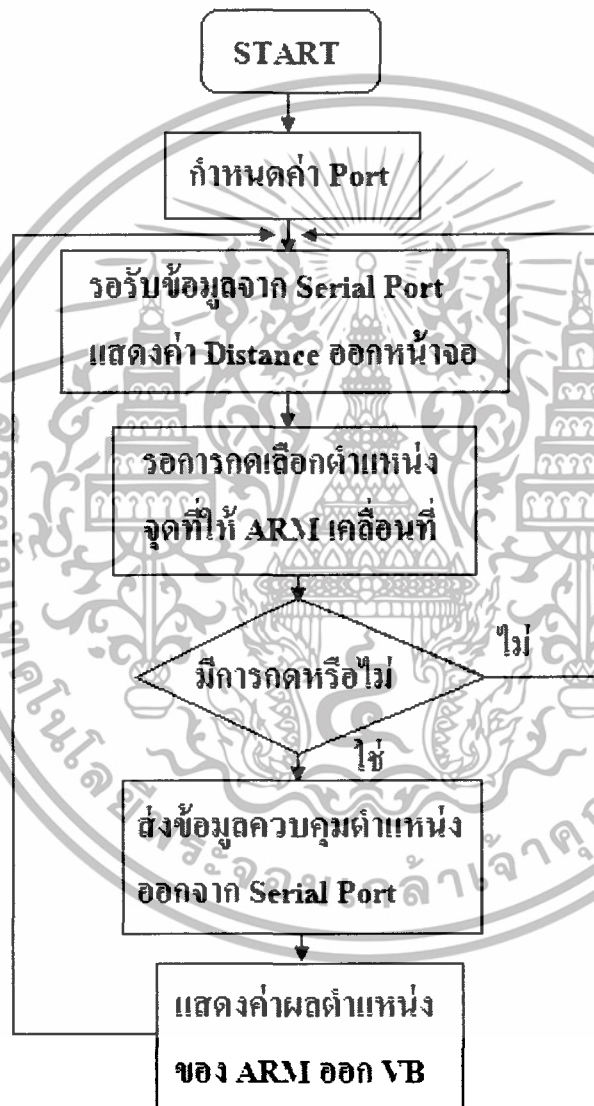 START
กำหนดค่า Port
รอรับข้อมูลจาก Serial Port
แสดงค่า Distance ออกหน้าจอ
รอการกดเลือกตำแหน่ง
จุดที่ให้ ARM เคลื่อนที่
มีการกดหรือไม่
ไม่
ใช่
ส่งข้อมูลควบคุมตำแหน่ง
ออกจาก Serial Port
แสดงค่าผลตำแหน่ง
ของ ARM ออก VB